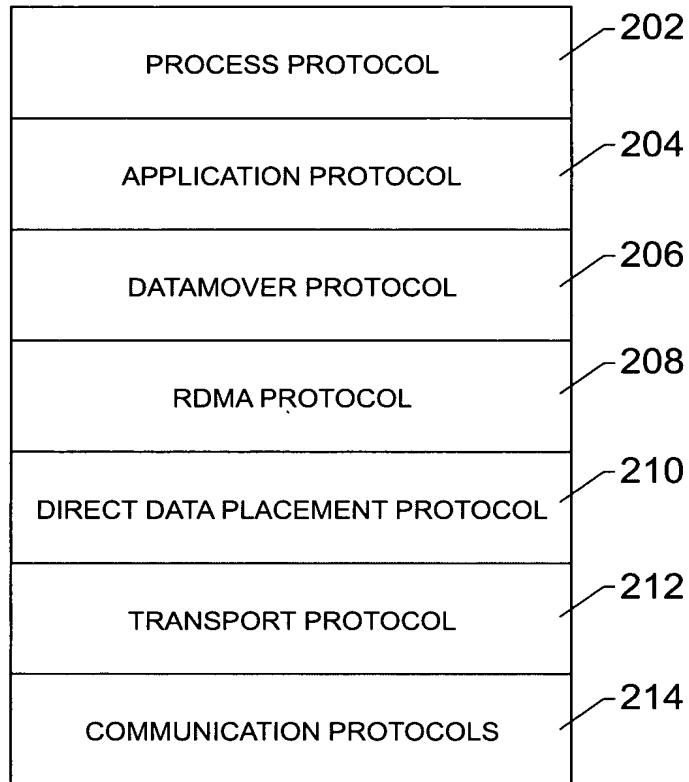 PROCESS PROTOCOL
202
APPLICATION PROTOCOL
204
DATAMOVER PROTOCOL
206
RDMA PROTOCOL
208
DIRECT DATA PLACEMENT PROTOCOL
210
TRANSPORT PROTOCOL
212
COMMUNICATION PROTOCOLS
214